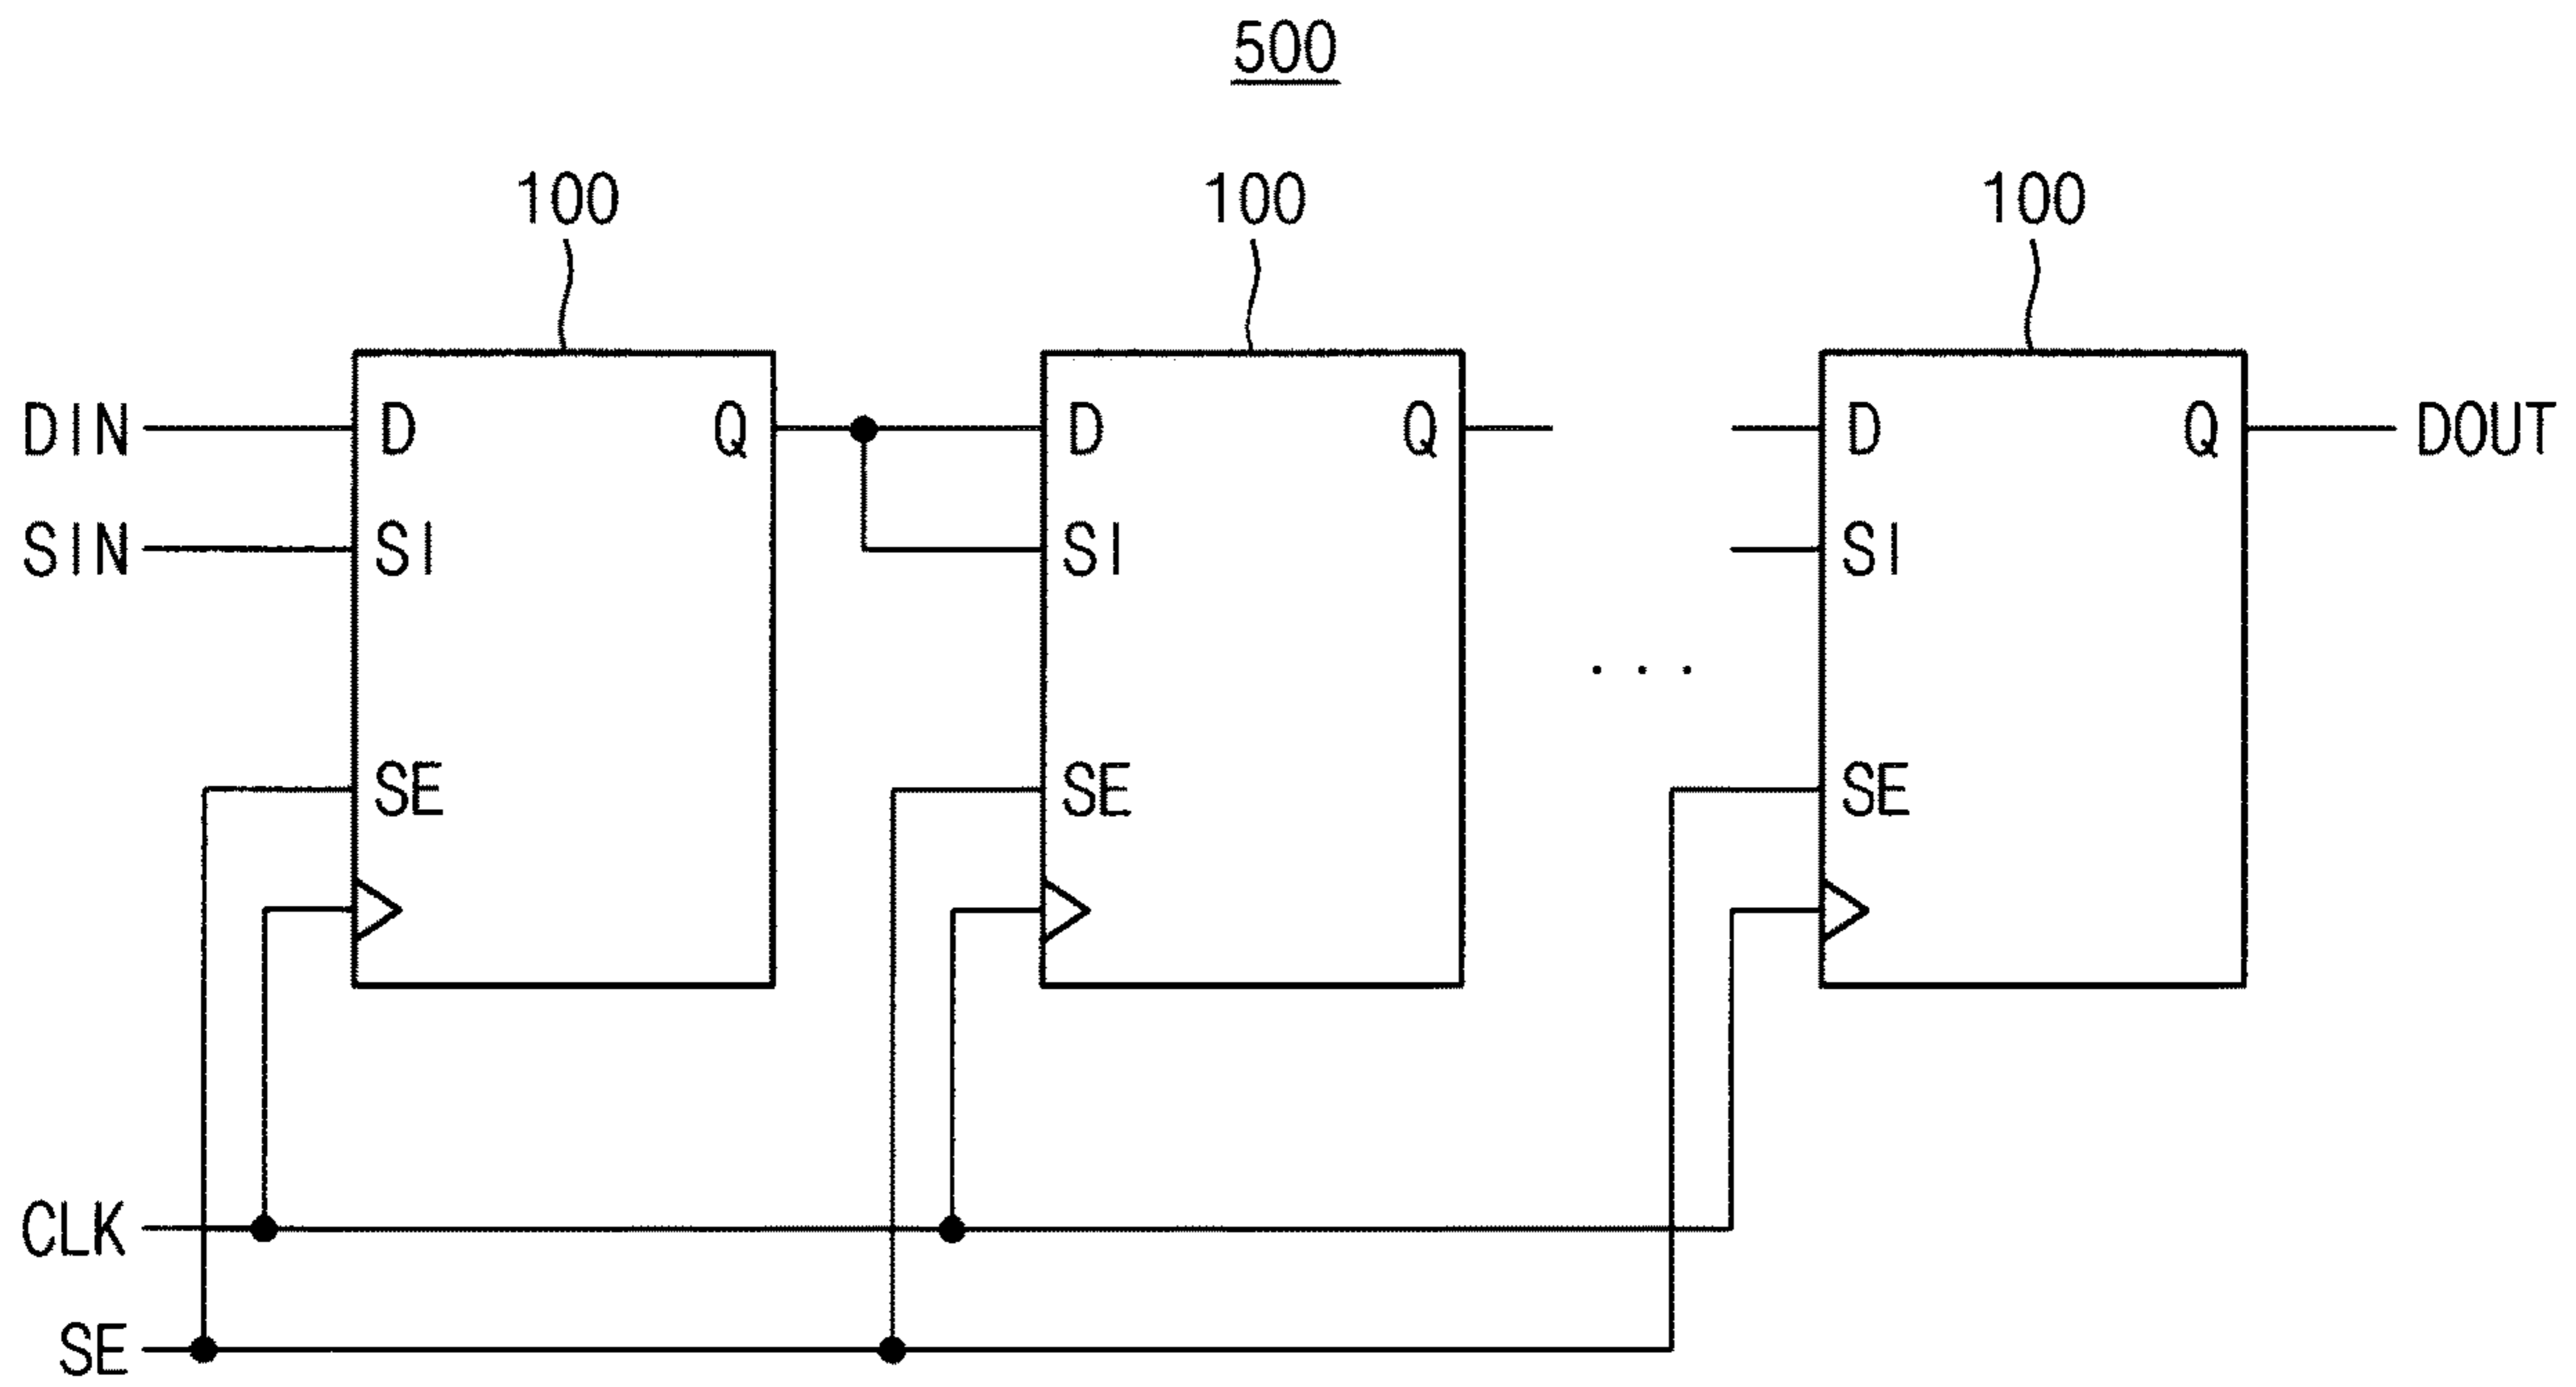 500
100 100 100
DIN D Q D Q D Q DOUT
SIN SI SI SI
. . .
SE SE SE
CLK
SE